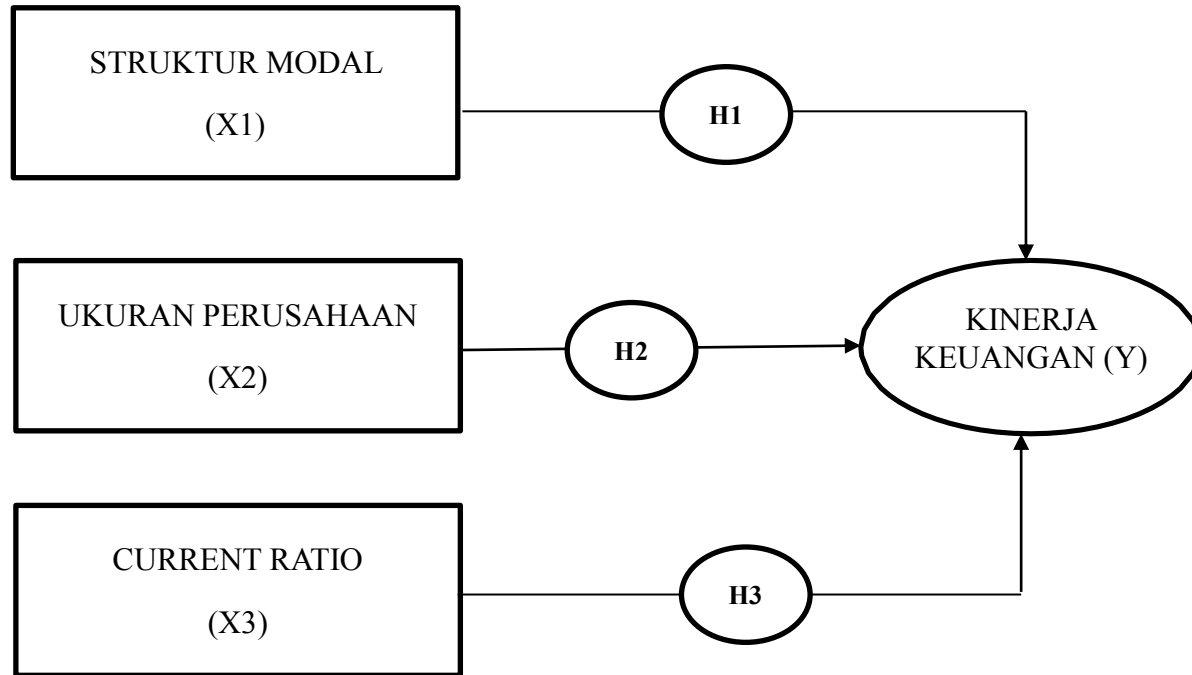 STRUKTUR MODAL
(X1)
H1
UKURAN PERUSAHAAN
(X2)
H2
KINERJA
KEUANGAN (Y)
CURRENT RATIO
(X3)
H3